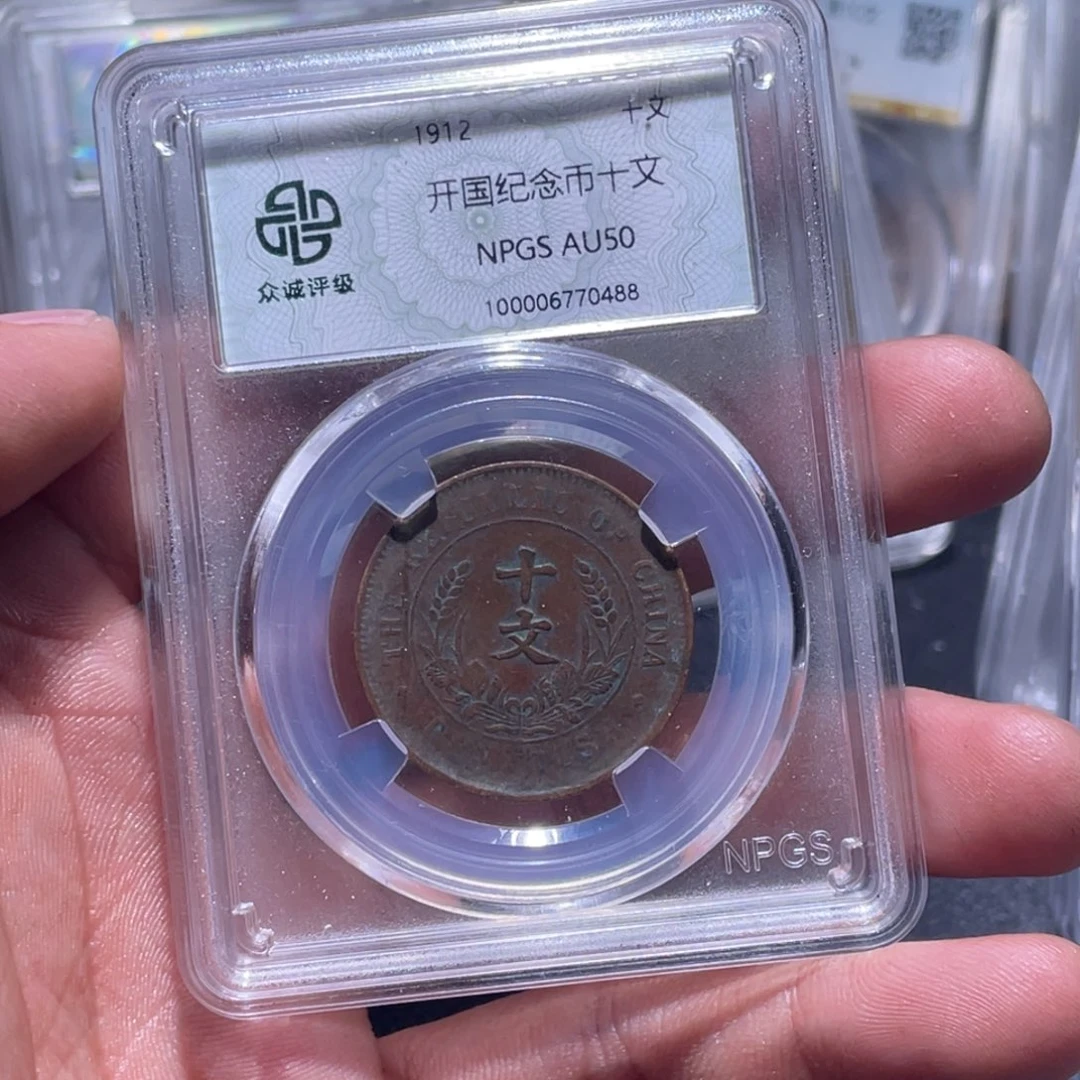 1912
十文
开国纪念币十文
NPGS AU50
100006770488
众诚评级
CHINA
十
文
NPGS